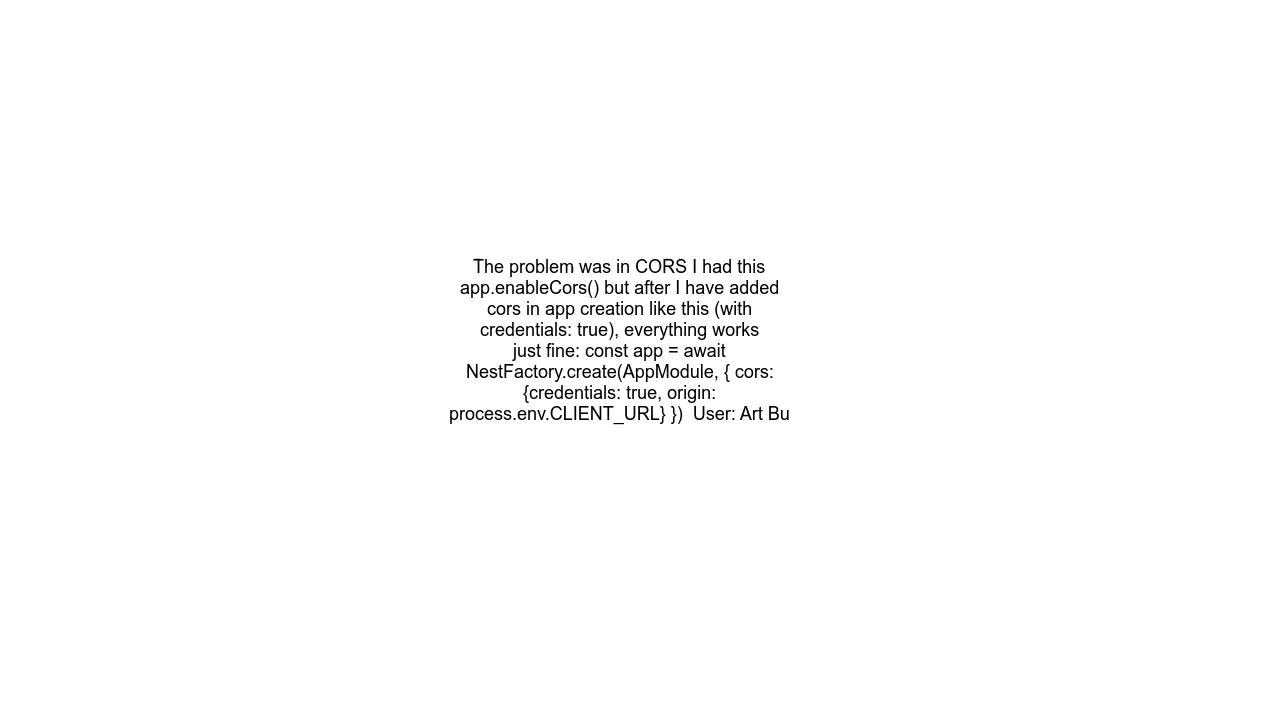 The problem was in CORS I had this
app.enableCors() but after I have added
cors in app creation like this (with
credentials: true), everything works
just fine: const app = await
NestFactory.create(AppModule, { cors:
{credentials: true, origin:
process.env.CLIENT_URL} })  User: Art Bu